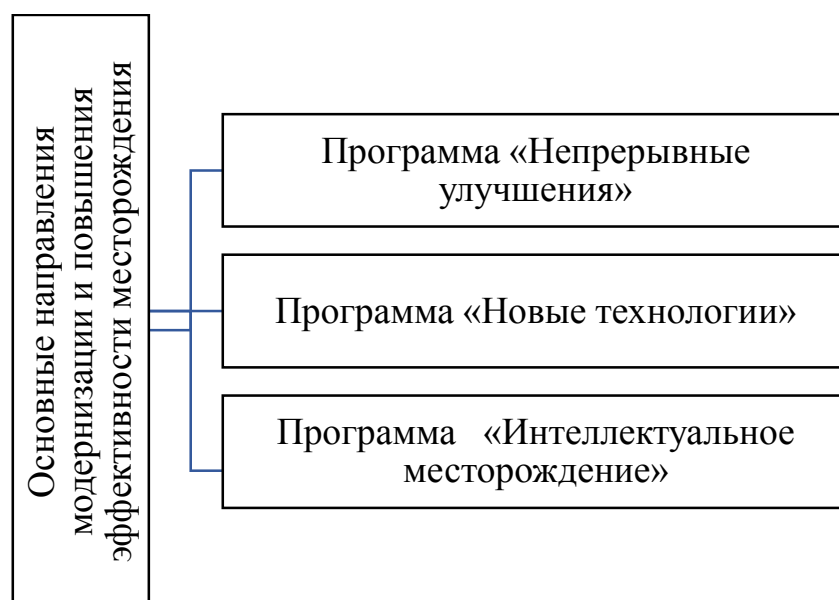 Основные направления
модернизации и повышения
эффективности месторождения
Программа «Непрерывные
улучшения»
Программа «Новые технологии»
Программа «Интеллектуальное
месторождение»